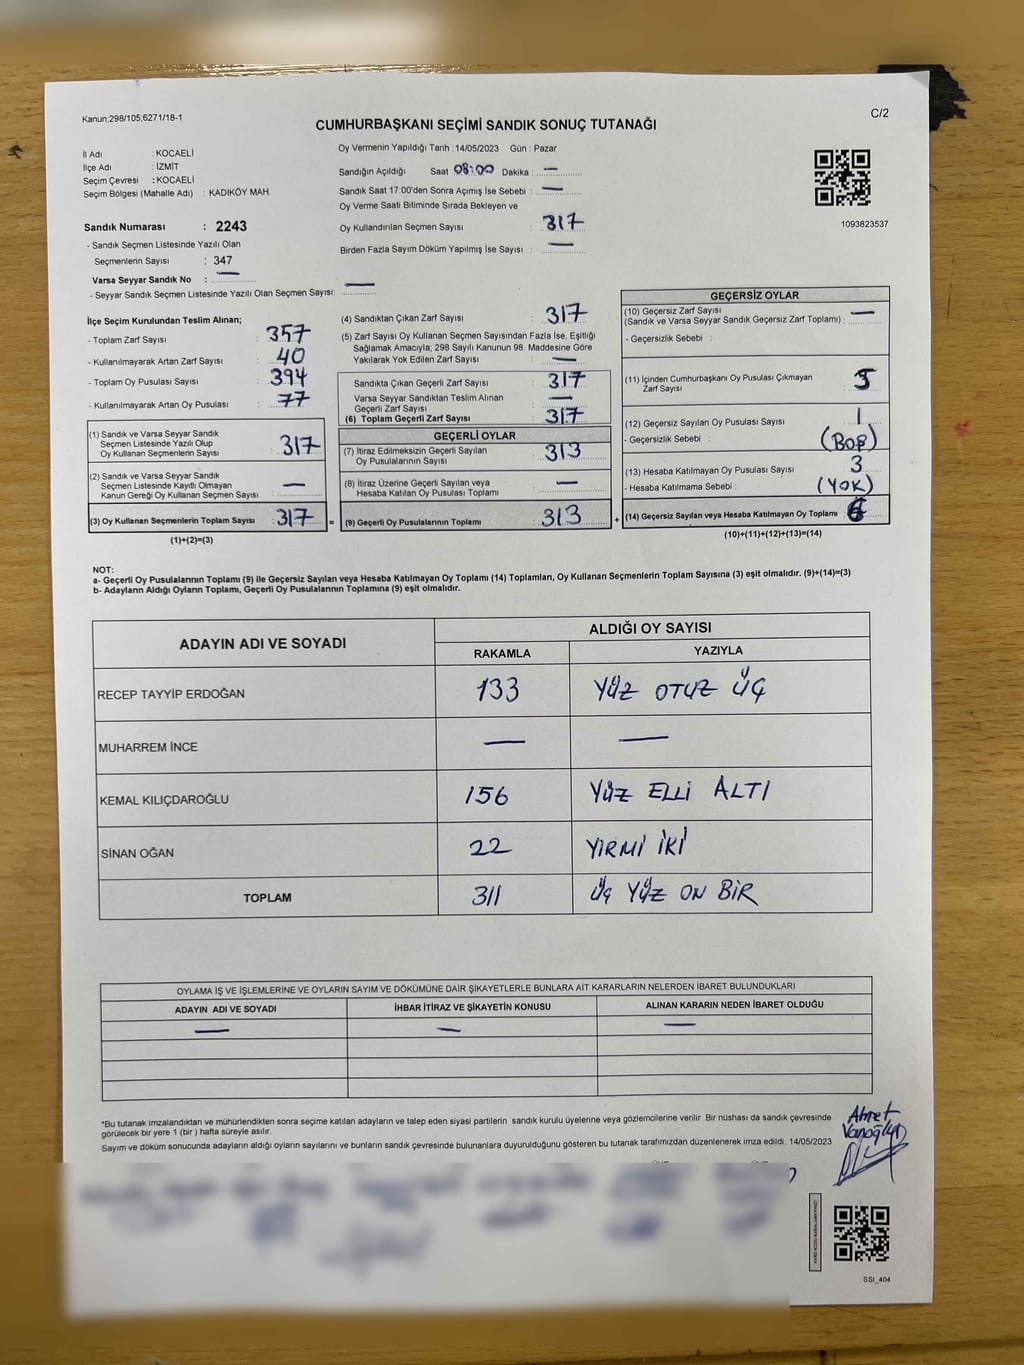 Kanun;298/105;6271/18-1
C/2
CUMHURBAŞKANI SEÇİMİ SANDIK SONUÇ TUTANAĞI
İl Adı : KOCAELİ
İlçe Adı : İZMİT
Seçim Çevresi : KOCAELİ
Seçim Bölgesi (Mahalle Adı) : KADIKÖY MAH.
Oy Vermenin Yapıldığı Tarih : 14/05/2023 Gün : Pazar
Sandığın Açıldığı Saat 08:00 Dakika : —
Sandık Saat 17:00'den Sonra Açımış İse Sebebi : —
Oy Verme Saati Bitiminde Sırada Bekleyen ve
Oy Kullandırılan Seçmen Sayısı : 317
Birden Fazla Sayım Döküm Yapılmış İse Sayısı : —
1093823537
Sandık Numarası : 2243
- Sandık Seçmen Listesinde Yazılı Olan
Seçmenlerin Sayısı : 347
Varsa Seyyar Sandık No : —
- Seyyar Sandık Seçmen Listesinde Yazılı Olan Seçmen Sayısı: —
İlçe Seçim Kurulundan Teslim Alınan;
- Toplam Zarf Sayısı : 357
- Kullanılmayarak Artan Zarf Sayısı : 40
- Toplam Oy Pusulası Sayısı : 394
- Kullanılmayarak Artan Oy Pusulası : 77
(1) Sandık ve Varsa Seyyar Sandık
Seçmen Listesinde Yazılı Olup
Oy Kullanan Seçmenlerin Sayısı : 317
(2) Sandık ve Varsa Seyyar Sandık
Seçmen Listesinde Kayıtlı Olmayan
Kanun Gereği Oy Kullanan Seçmen Sayısı : —
(3) Oy Kullanan Seçmenlerin Toplam Sayısı : 317 =
(1)+(2)=(3)
(4) Sandıktan Çıkan Zarf Sayısı : 317
(5) Zarf Sayısı Oy Kullanan Seçmen Sayısından Fazla İse, Eşitliği
Sağlamak Amacıyla; 298 Sayılı Kanunun 98. Maddesine Göre
Yakılarak Yok Edilen Zarf Sayısı : —
Sandıkta Çıkan Geçerli Zarf Sayısı : 317
Varsa Seyyar Sandıktan Teslim Alınan
Geçerli Zarf Sayısı : —
(6) Toplam Geçerli Zarf Sayısı : 317
GEÇERLİ OYLAR
(7) İtiraz Edilmeksizin Geçerli Sayılan
Oy Pusulalarının Sayısı : 313
(8) İtiraz Üzerine Geçerli Sayılan veya
Hesaba Katılan Oy Pusulası Toplamı : —
(9) Geçerli Oy Pusulalarının Toplamı : 313 +
GEÇERSİZ OYLAR
(10) Geçersiz Zarf Sayısı : —
(Sandık ve Varsa Seyyar Sandık Geçersiz Zarf Toplamı)
- Geçersizlik Sebebi :
(11) İçinden Cumhurbaşkanı Oy Pusulası Çıkmayan
Zarf Sayısı :
(12) Geçersiz Sayılan Oy Pusulası Sayısı : 1
- Geçersizlik Sebebi : (BOŞ)
(13) Hesaba Katılmayan Oy Pusulası Sayısı : 3
- Hesaba Katılmama Sebebi : (YOK)
(14) Geçersiz Sayılan veya Hesaba Katılmayan Oy Toplamı :
(10)+(11)+(12)+(13)=(14)
NOT:
a- Geçerli Oy Pusulalarının Toplamı (9) ile Geçersiz Sayılan veya Hesaba Katılmayan Oy Toplamı (14) Toplamları, Oy Kullanan Seçmenlerin Toplam Sayısına (3) eşit olmalıdır. (9)+(14)=(3)
b- Adayların Aldığı Oyların Toplamı, Geçerli Oy Pusulalarının Toplamına (9) eşit olmalıdır.
ADAYIN ADI VE SOYADI
ALDIĞI OY SAYISI
RAKAMLA YAZIYLA
RECEP TAYYİP ERDOĞAN 133 YÜZ OTUZ ÜÇ
MUHARREM İNCE — —
KEMAL KILIÇDAROĞLU 156 YÜZ ELLİ ALTI
SİNAN OĞAN 22 YİRMİ İKİ
TOPLAM 311 ÜÇ YÜZ ON BİR
OYLAMA İŞ VE İŞLEMLERİNE VE OYLARIN SAYIM VE DÖKÜMÜNE DAİR ŞİKAYETLERLE BUNLARA AİT KARARLARIN NELERDEN İBARET BULUNDUKLARI
ADAYIN ADI VE SOYADI İHBAR İTİRAZ VE ŞİKAYETİN KONUSU ALINAN KARARIN NEDEN İBARET OLDUĞU
— — —
*Bu tutanak imzalandıktan ve mühürlendikten sonra seçime katılan adayların ve talep eden siyasi partilerin sandık kurulu üyelerine veya gözlemcilerine verilir. Bir nüshası da sandık çevresinde
görülecek bir yere 1 (bir) hafta süreyle asılır.
Sayım ve döküm sonucunda adayların aldığı oyların sayılarını ve bunların sandık çevresinde bulunanlara duyurulduğunu gösteren bu tutanak tarafımızdan düzenlenerek imza edildi. 14/05/2023
Ahmet
SSI_404